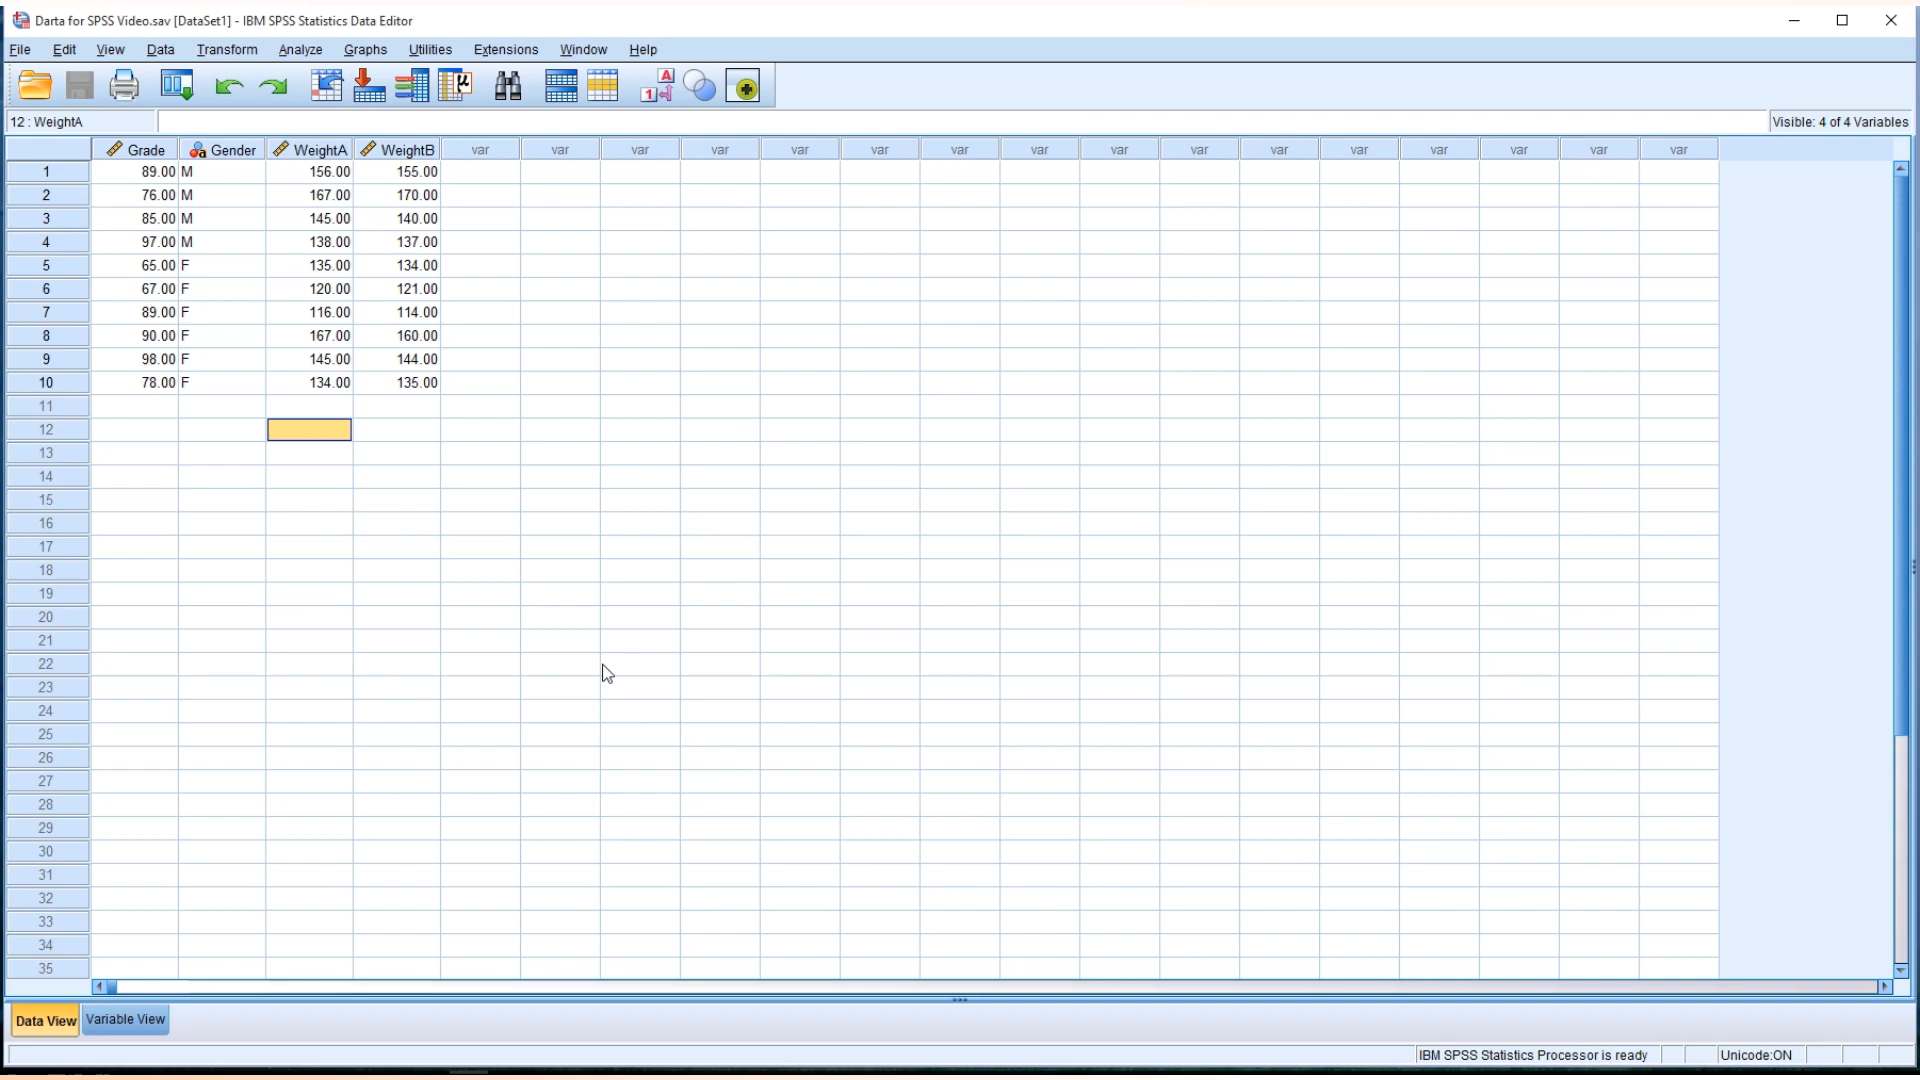 Darta for SPSS Video.sav [DataSet1] - IBM SPSS Statistics Data Editor
File Edit View Data Transform Analyze Graphs Utilities Extensions Window Help
12 : WeightA Visible: 4 of 4 Variables
Grade Gender WeightA WeightB var var var var var var var var var var var var var var var var
1 89.00 M 156.00 155.00
2 76.00 M 167.00 170.00
3 85.00 M 145.00 140.00
4 97.00 M 138.00 137.00
5 65.00 F 135.00 134.00
6 67.00 F 120.00 121.00
7 89.00 F 116.00 114.00
8 90.00 F 167.00 160.00
9 98.00 F 145.00 144.00
10 78.00 F 134.00 135.00
11
12
13
14
15
16
17
18
19
20
21
22
23
24
25
26
27
28
29
30
31
32
33
34
35
Data View Variable View
IBM SPSS Statistics Processor is ready Unicode:ON